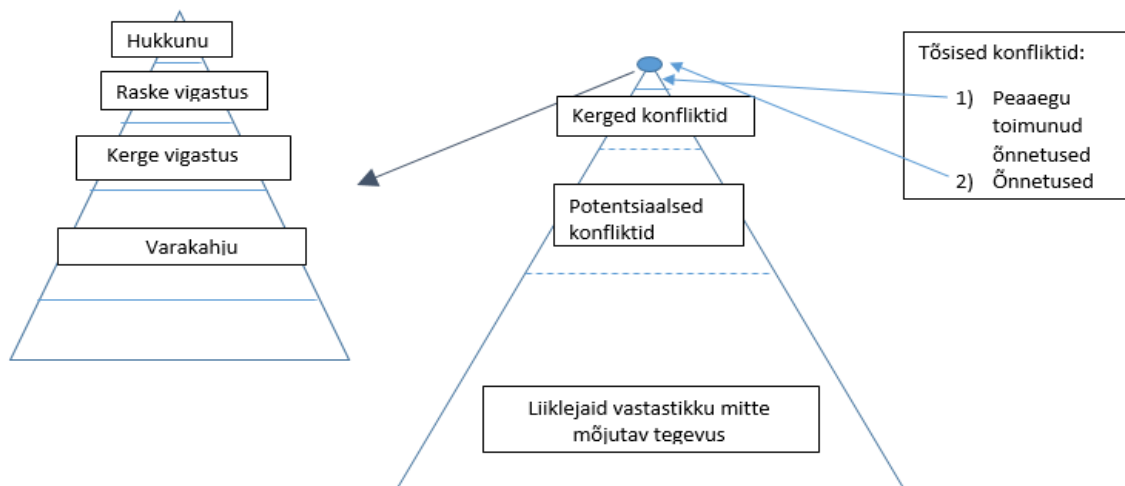 Hukkunu
Raske vigastus
Kerge vigastus
Varakahju
Kerged konfliktid
Potentsiaalsed
konfliktid
Liiklejaid vastastikku mitte
mõjutav tegevus
Tõsised konfliktid:
1) Peaaegu
toimunud
õnnetused
2) Õnnetused